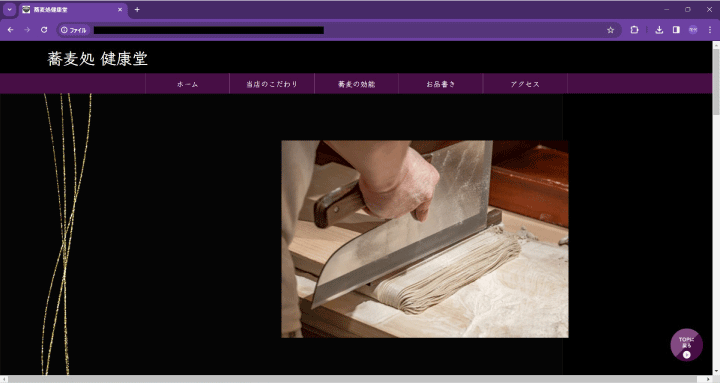 蕎麦処健康堂
ファイル
蕎麦処 健康堂
ホーム
当店のこだわり
蕎麦の効能
お品書き
アクセス
TOPに
戻る